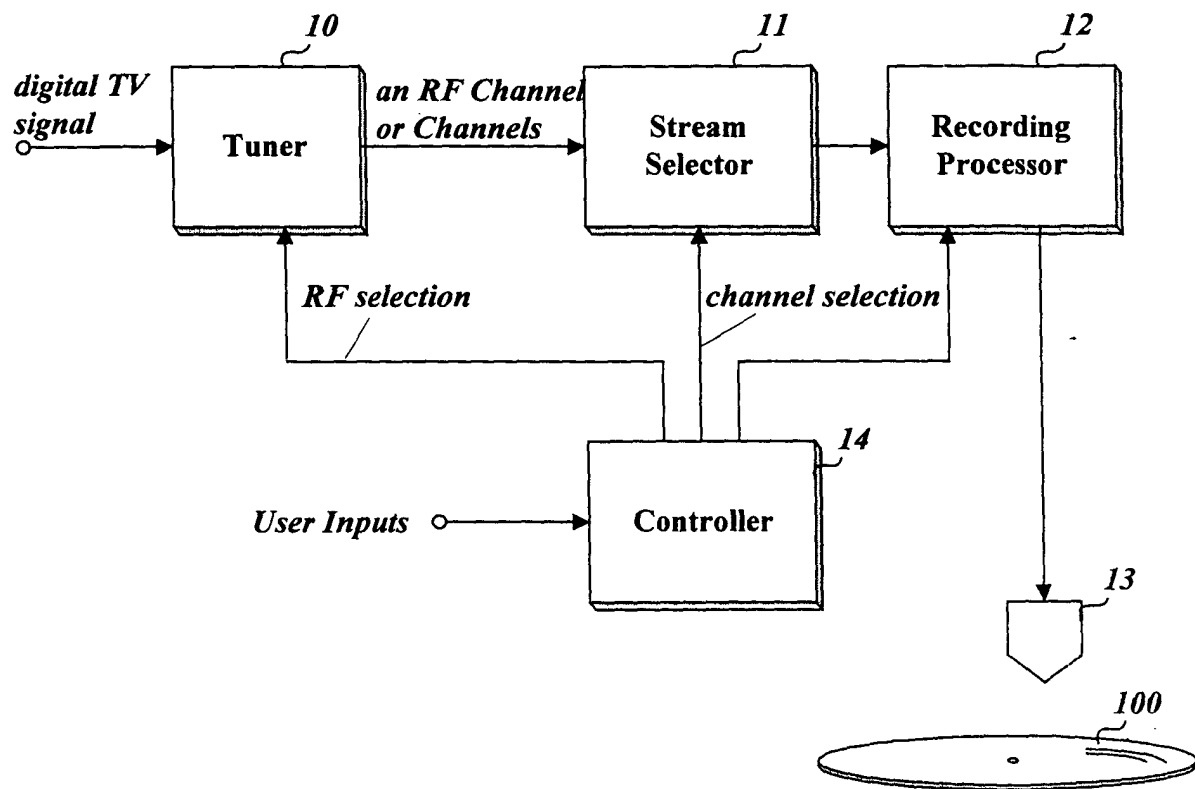 10
11
12
digital TV
signal
Tuner
an RF Channel
or Channels
Stream
Selector
Recording
Processor
RF selection
channel selection
14
User Inputs
Controller
13
100